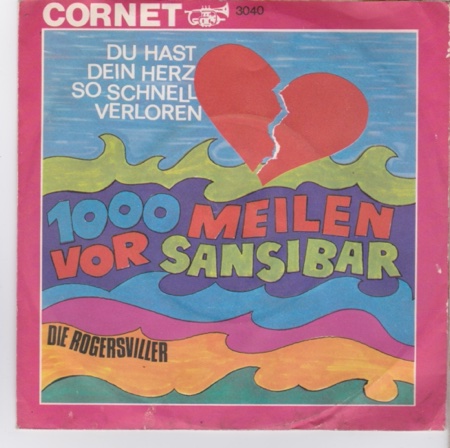 CORNET 3040
DU HAST
DEIN HERZ
SO SCHNELL
VERLOREN
1000 MEILEN
VOR SANSIBAR
DIE ROGERSVILLER